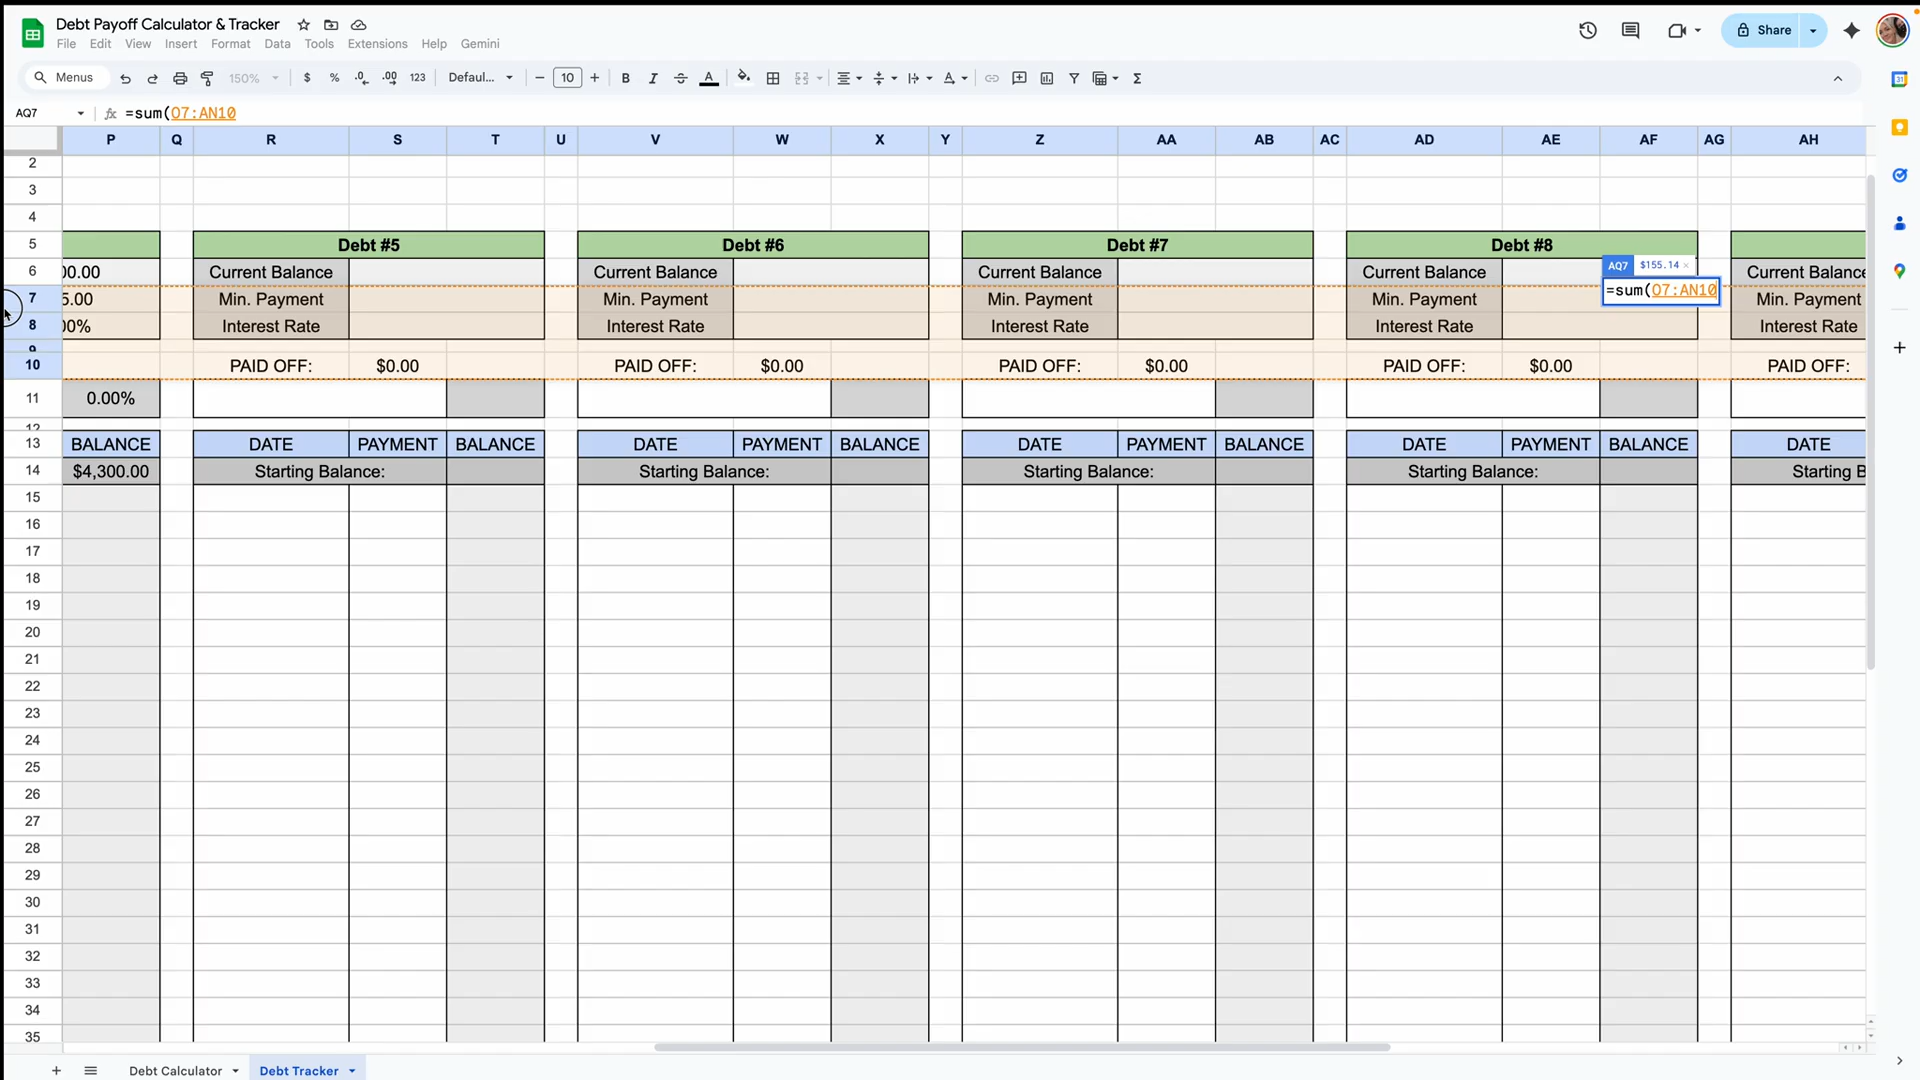 Debt Payoff Calculator & Tracker
File Edit View Insert Format Data Tools Extensions Help Gemini
Share
Menus 150% $ % .0 .00 123 Defaul... − 10 + B I S A Σ
AQ7 fx =sum(O7:AN10
P Q R S T U V W X Y Z AA AB AC AD AE AF AG AH
2
3
4
5 Debt #5 Debt #6 Debt #7 Debt #8
AQ7 $155.14 ×
6 00.00 Current Balance Current Balance Current Balance Current Balance Current Balance
=sum(O7:AN10
7 5.00 Min. Payment Min. Payment Min. Payment Min. Payment Min. Payment
8 00% Interest Rate Interest Rate Interest Rate Interest Rate Interest Rate
9
10 PAID OFF: $0.00 PAID OFF: $0.00 PAID OFF: $0.00 PAID OFF: $0.00 PAID OFF:
11 0.00%
12
13 BALANCE DATE PAYMENT BALANCE DATE PAYMENT BALANCE DATE PAYMENT BALANCE DATE PAYMENT BALANCE DATE
14 $4,300.00 Starting Balance: Starting Balance: Starting Balance: Starting Balance: Starting B
15
16
17
18
19
20
21
22
23
24
25
26
27
28
29
30
31
32
33
34
35
Debt Calculator Debt Tracker